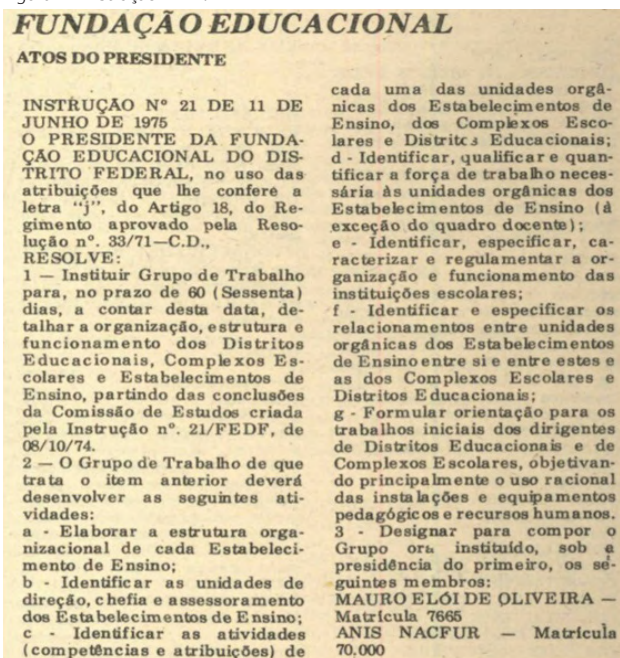 FUNDAÇÃO EDUCACIONAL
ATOS DO PRESIDENTE
INSTRUÇÃO Nº 21 DE 11 DE
JUNHO DE 1975
O PRESIDENTE DA FUNDA-
ÇÃO EDUCACIONAL DO DIS-
TRITO FEDERAL, no uso das
atribuições que lhe confere a
letra “j”, do Artigo 18, do Re-
gimento aprovado pela Reso-
lução nº. 33/71—C.D.,
RESOLVE:
1 — Instituir Grupo de Trabalho
para, no prazo de 60 (Sessenta)
dias, a contar desta data, de-
talhar a organização, estrutura e
funcionamento dos Distritos
Educacionais, Complexos Es-
colares e Estabelecimentos de
Ensino, partindo das conclusões
da Comissão de Estudos criada
pela Instrução nº. 21/FEDF, de
08/10/74.
2 — O Grupo de Trabalho de que
trata o item anterior deverá
desenvolver as seguintes ati-
vidades:
a - Elaborar a estrutura orga-
nizacional de cada Estabeleci-
mento de Ensino;
b - Identificar as unidades de
direção, chefia e assessoramento
dos Estabelecimentos de Ensino;
c - Identificar as atividades
(competências e atribuições) de
cada uma das unidades orgâ-
nicas dos Estabelecimentos de
Ensino, dos Complexos Esco-
lares e Distritos Educacionais;
d - Identificar, qualificar e quan-
tificar a força de trabalho neces-
sária às unidades orgânicas dos
Estabelecimentos de Ensino (à
exceção do quadro docente);
e - Identificar, especificar, ca-
racterizar e regulamentar a or-
ganização e funcionamento das
instituições escolares;
f - Identificar e especificar os
relacionamentos entre unidades
orgânicas dos Estabelecimentos
de Ensino entre si e entre estes e
as dos Complexos Escolares e
Distritos Educacionais;
g - Formular orientação para os
trabalhos iniciais dos dirigentes
de Distritos Educacionais e de
Complexos Escolares, objetivan-
do principalmente o uso racional
das instalações e equipamentos
pedagógicos e recursos humanos.
3 - Designar para compor o
Grupo ora instituído, sob a
presidência do primeiro, os se-
guintes membros:
MAURO ELÓI DE OLIVEIRA —
Matrícula 7665
ANIS NACFUR — Matrícula
70.000